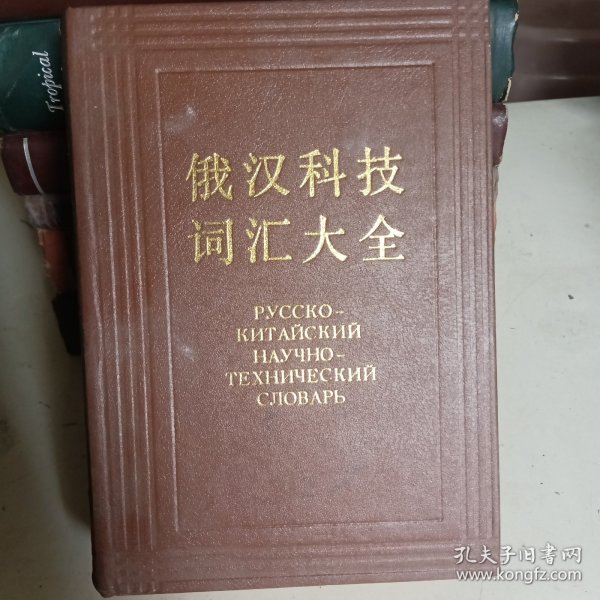 Tropical
俄汉科技
词汇大全
РУССКО-
КИТАЙСКИЙ
НАУЧНО-
ТЕХНИЧЕСКИЙ
СЛОВАРЬ
孔夫子旧书网
www.kongfz.com